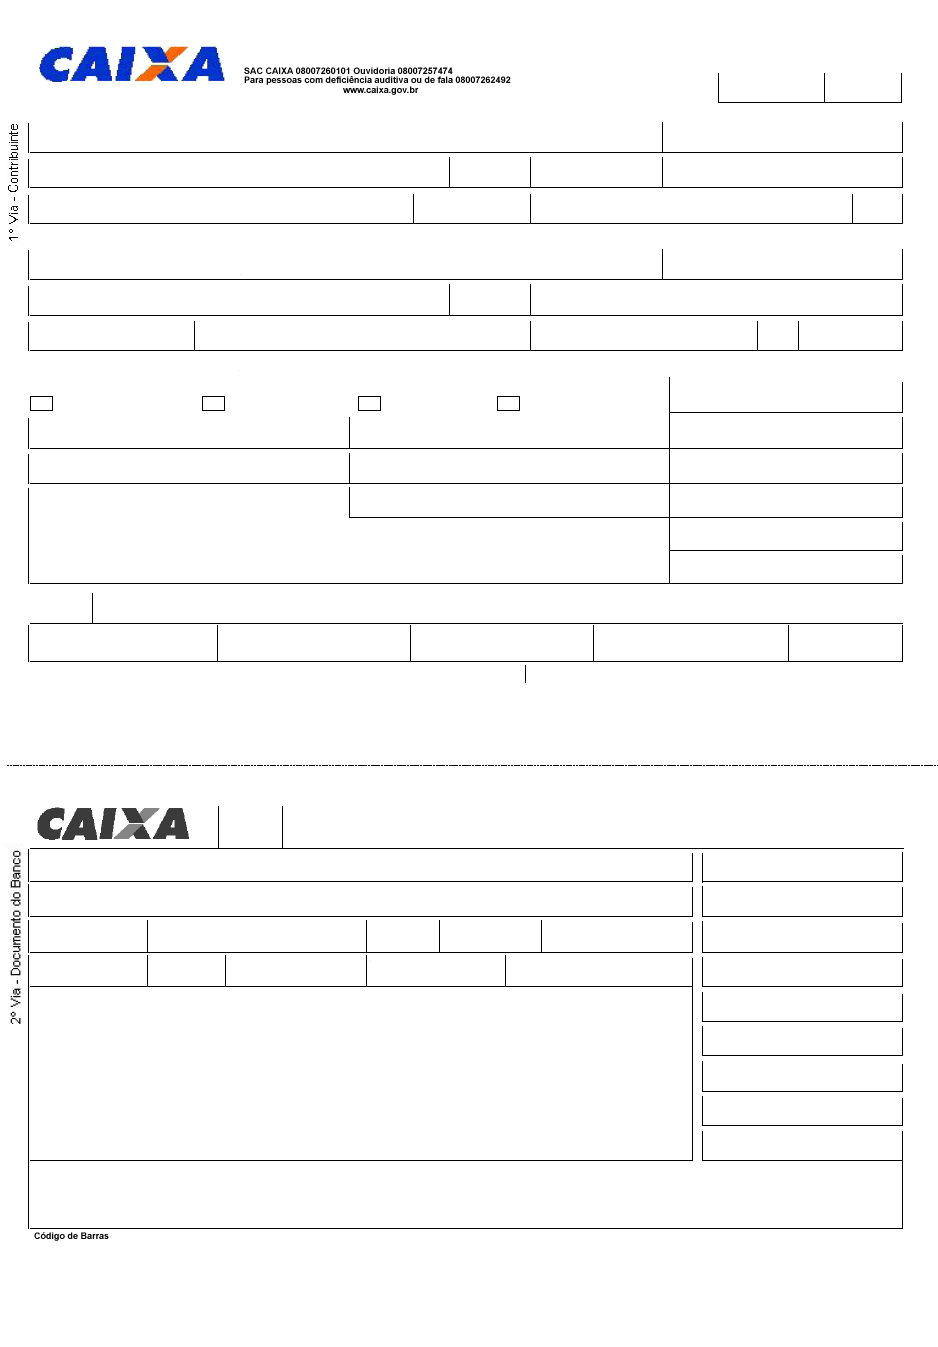 CAIXA
SAC CAIXA 08007260101 Ouvidoria 08007257474
Para pessoas com deficiência auditiva ou de fala 08007262492
www.caixa.gov.br
1° Via - Contribuinte
CAIXA
2° Via - Documento do Banco
Código de Barras